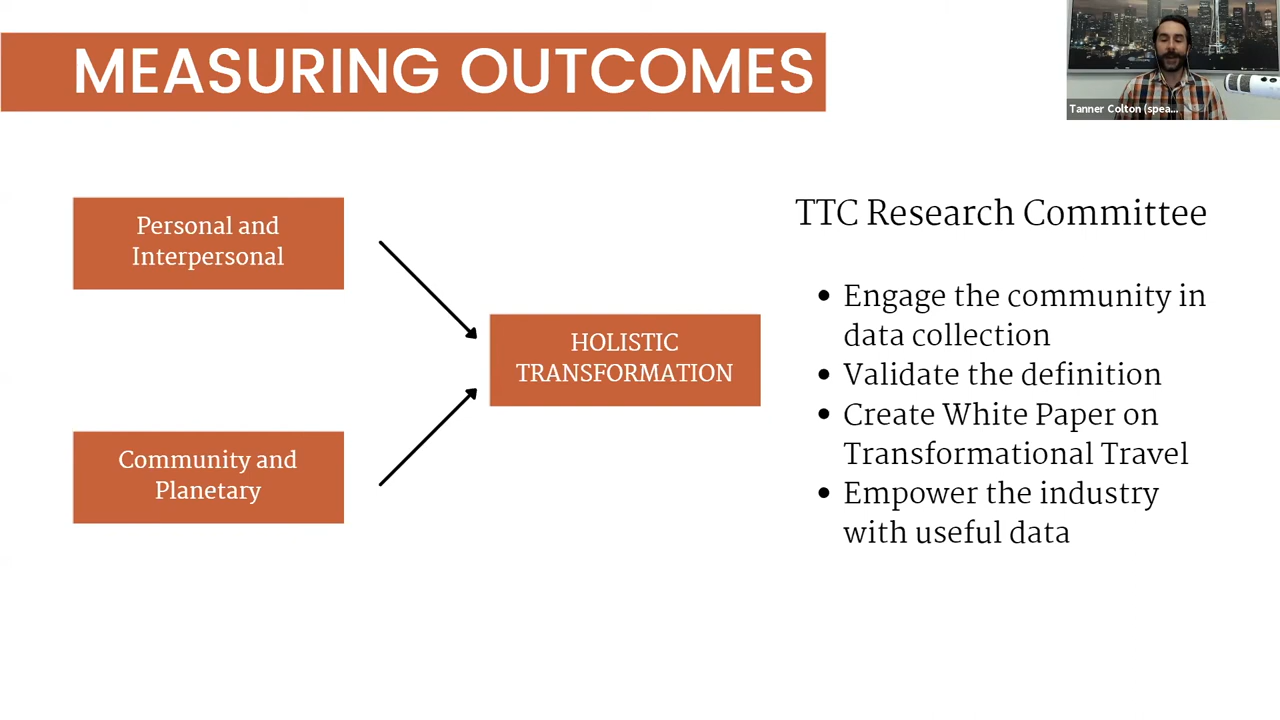 MEASURING OUTCOMES
Tanner Colton (spea...
Personal and
Interpersonal
HOLISTIC
TRANSFORMATION
Community and
Planetary
TTC Research Committee
• Engage the community in
data collection
• Validate the definition
• Create White Paper on
Transformational Travel
• Empower the industry
with useful data